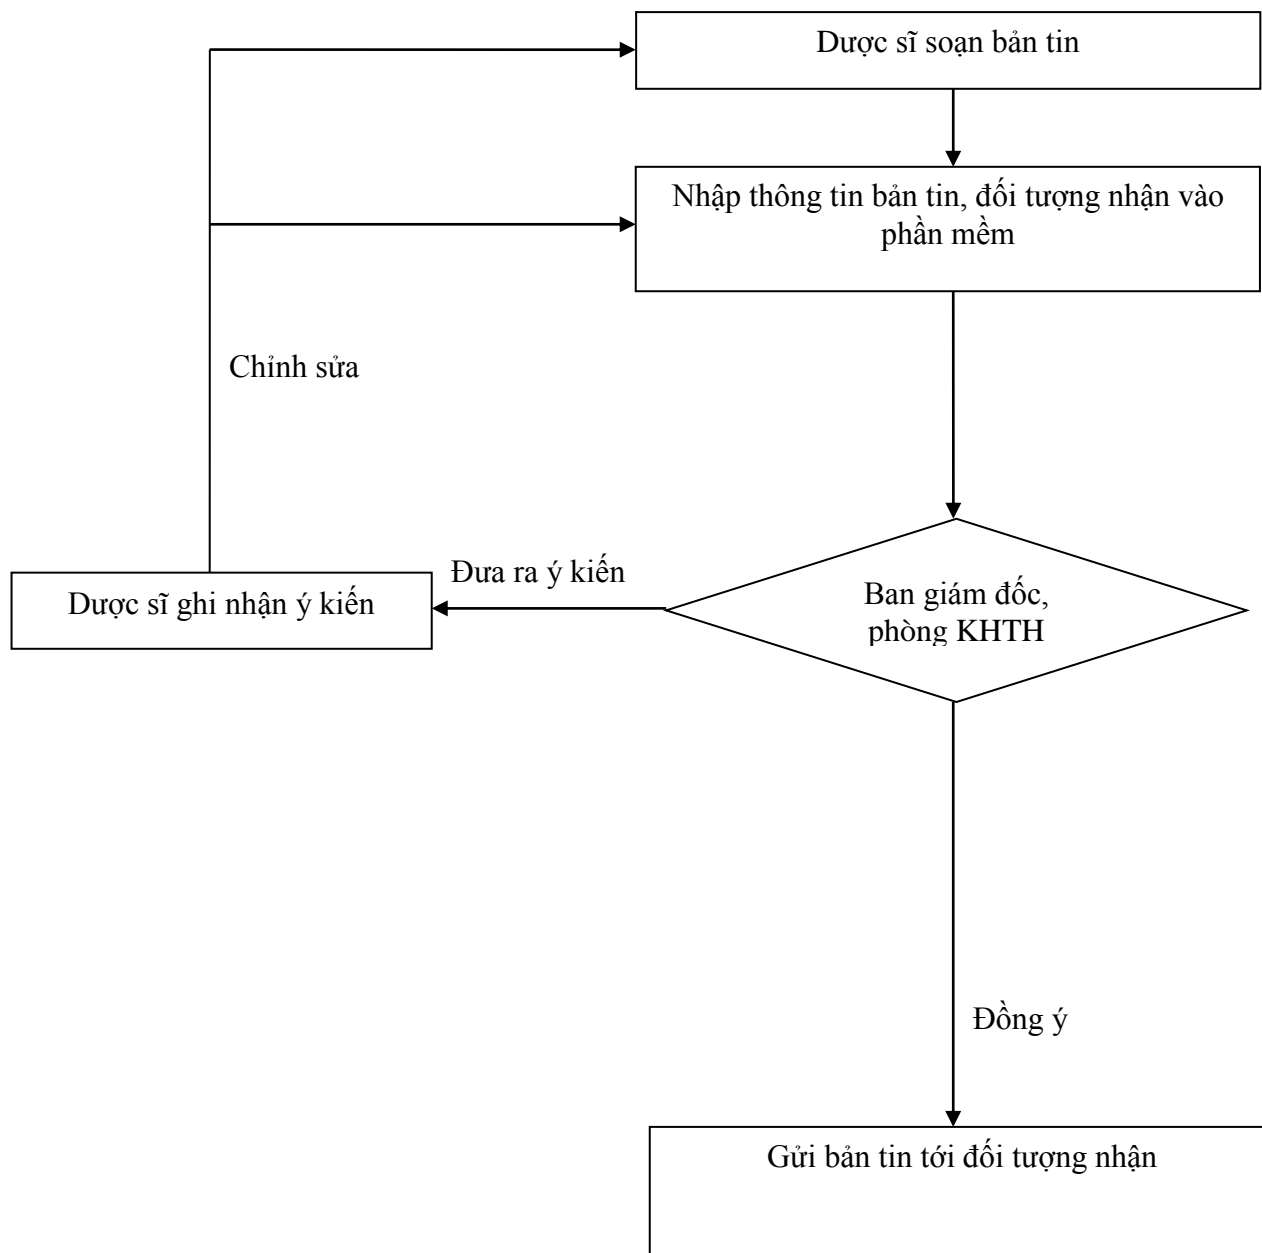 Dược sĩ soạn bản tin
Nhập thông tin bản tin, đối tượng nhận vào
phần mềm
Chỉnh sửa
Đưa ra ý kiến
Dược sĩ ghi nhận ý kiến
Ban giám đốc,
phòng KHTH
Đồng ý
Gửi bản tin tới đối tượng nhận